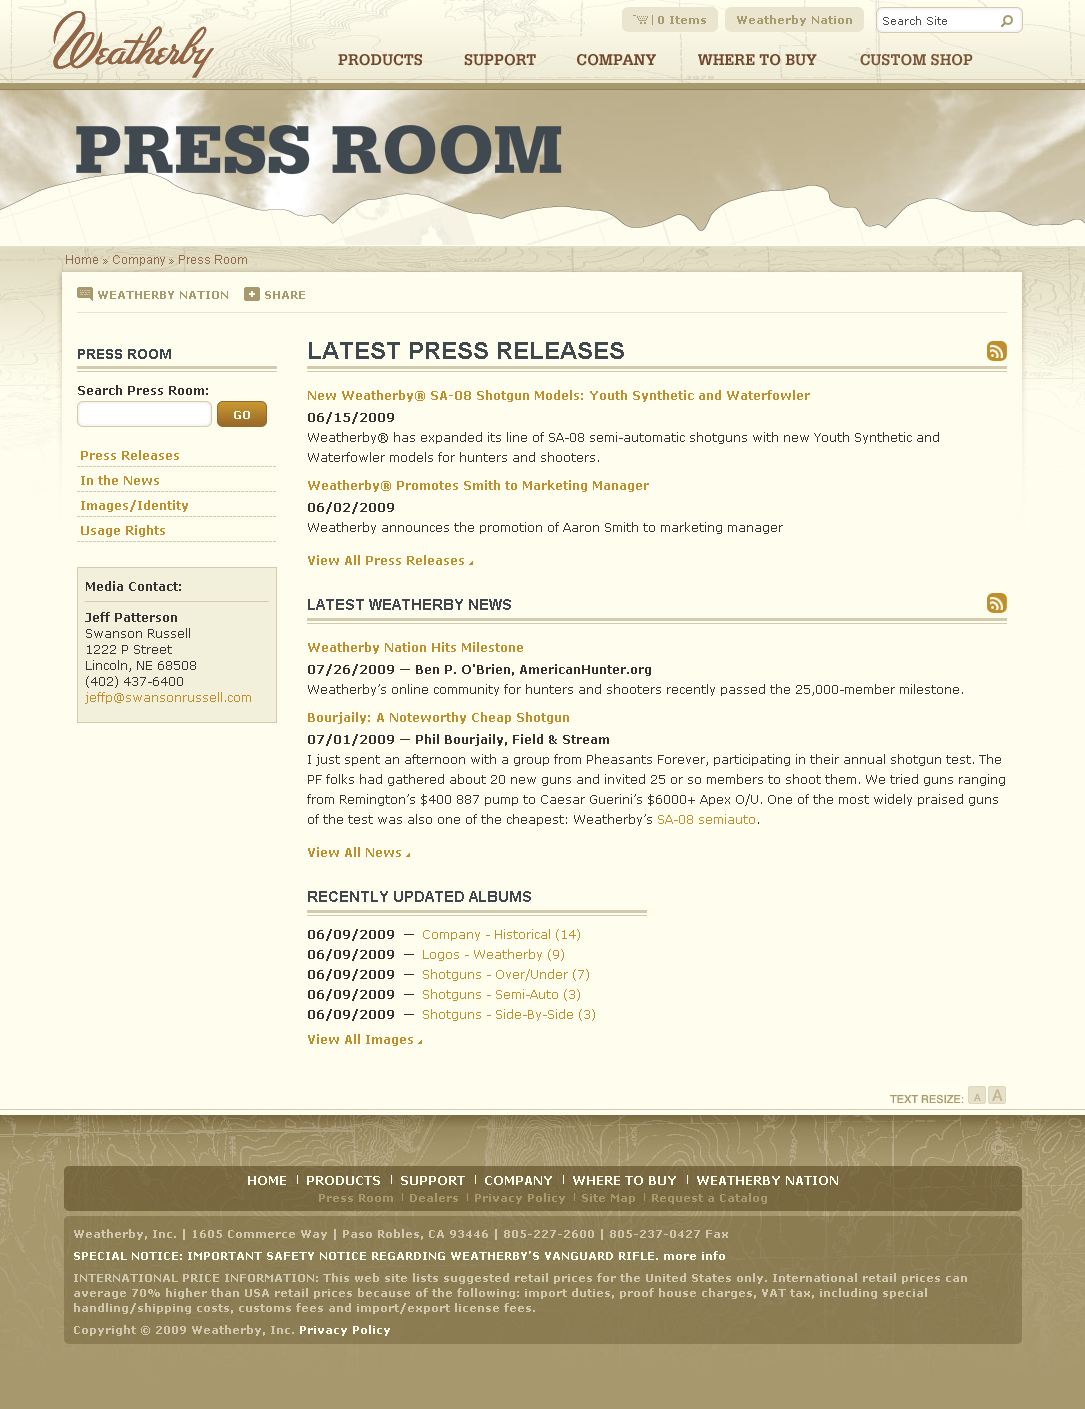 Weatherby
0 Items
Weatherby Nation
Search Site
PRODUCTS
SUPPORT
COMPANY
WHERE TO BUY
CUSTOM SHOP
PRESS ROOM
Home » Company » Press Room
WEATHERBY NATION
SHARE
PRESS ROOM
Search Press Room:
GO
Press Releases
In the News
Images/Identity
Usage Rights
Media Contact:
Jeff Patterson
Swanson Russell
1222 P Street
Lincoln, NE 68508
(402) 437-6400
jeffp@swansonrussell.com
LATEST PRESS RELEASES
New Weatherby® SA-08 Shotgun Models: Youth Synthetic and Waterfowler
06/15/2009
Weatherby® has expanded its line of SA-08 semi-automatic shotguns with new Youth Synthetic and
Waterfowler models for hunters and shooters.
Weatherby® Promotes Smith to Marketing Manager
06/02/2009
Weatherby announces the promotion of Aaron Smith to marketing manager
View All Press Releases
LATEST WEATHERBY NEWS
Weatherby Nation Hits Milestone
07/26/2009 — Ben P. O'Brien, AmericanHunter.org
Weatherby's online community for hunters and shooters recently passed the 25,000-member milestone.
Bourjaily: A Noteworthy Cheap Shotgun
07/01/2009 — Phil Bourjaily, Field & Stream
I just spent an afternoon with a group from Pheasants Forever, participating in their annual shotgun test. The
PF folks had gathered about 20 new guns and invited 25 or so members to shoot them. We tried guns ranging
from Remington's $400 887 pump to Caesar Guerini's $6000+ Apex O/U. One of the most widely praised guns
of the test was also one of the cheapest: Weatherby's SA-08 semiauto.
View All News
RECENTLY UPDATED ALBUMS
06/09/2009 — Company - Historical (14)
06/09/2009 — Logos - Weatherby (9)
06/09/2009 — Shotguns - Over/Under (7)
06/09/2009 — Shotguns - Semi-Auto (3)
06/09/2009 — Shotguns - Side-By-Side (3)
View All Images
TEXT RESIZE: A A
HOME | PRODUCTS | SUPPORT | COMPANY | WHERE TO BUY | WEATHERBY NATION
Press Room | Dealers | Privacy Policy | Site Map | Request a Catalog
Weatherby, Inc. | 1605 Commerce Way | Paso Robles, CA 93446 | 805-227-2600 | 805-237-0427 Fax
SPECIAL NOTICE: IMPORTANT SAFETY NOTICE REGARDING WEATHERBY'S VANGUARD RIFLE. more info
INTERNATIONAL PRICE INFORMATION: This web site lists suggested retail prices for the United States only. International retail prices can
average 70% higher than USA retail prices because of the following: import duties, proof house charges, VAT tax, including special
handling/shipping costs, customs fees and import/export license fees.
Copyright © 2009 Weatherby, Inc. Privacy Policy